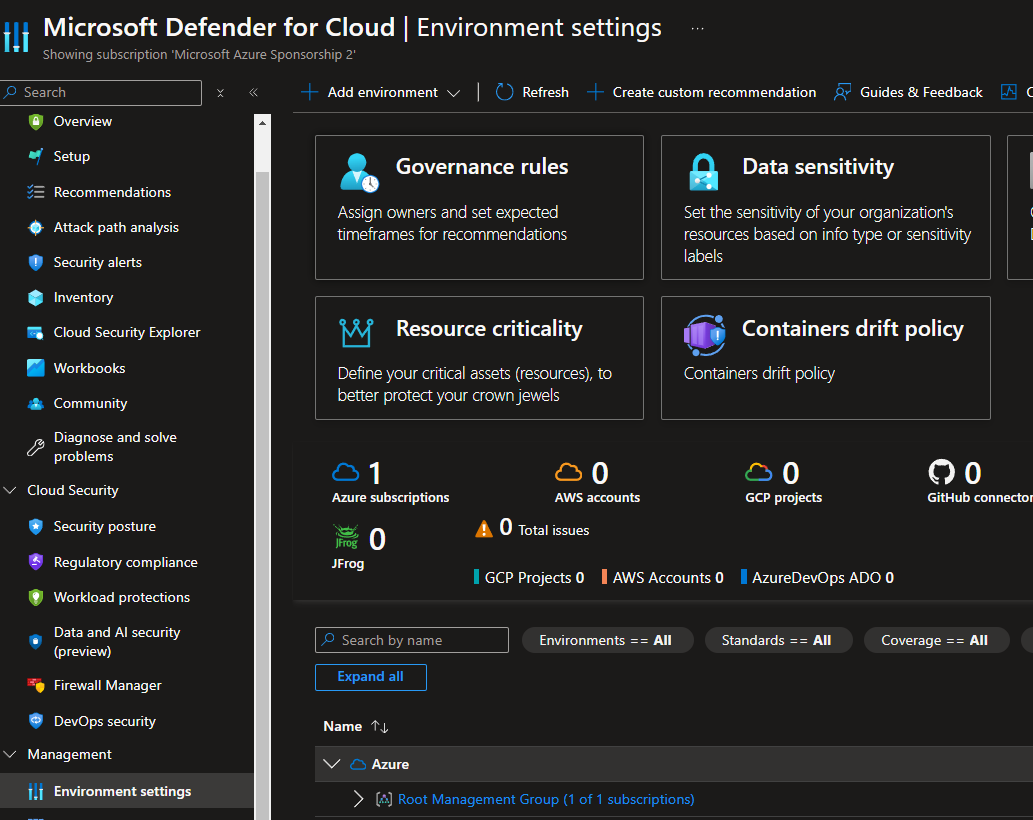 Microsoft Defender for Cloud | Environment settings
...
Showing subscription 'Microsoft Azure Sponsorship 2'
Search
Add environment
Refresh
Create custom recommendation
Guides & Feedback
Overview
Setup
Recommendations
Attack path analysis
Security alerts
Inventory
Cloud Security Explorer
Workbooks
Community
Diagnose and solve
problems
Cloud Security
Security posture
Regulatory compliance
Workload protections
Data and AI security
(preview)
Firewall Manager
DevOps security
Management
Environment settings
Governance rules
Assign owners and set expected
timeframes for recommendations
Data sensitivity
Set the sensitivity of your organization's
resources based on info type or sensitivity
labels
Resource criticality
Define your critical assets (resources), to
better protect your crown jewels
Containers drift policy
Containers drift policy
1
Azure subscriptions
0
AWS accounts
0
GCP projects
0
GitHub connector
JFrog
0
JFrog
0 Total issues
GCP Projects 0
AWS Accounts 0
AzureDevOps ADO 0
Search by name
Environments == All
Standards == All
Coverage == All
Expand all
Name
Azure
Root Management Group (1 of 1 subscriptions)